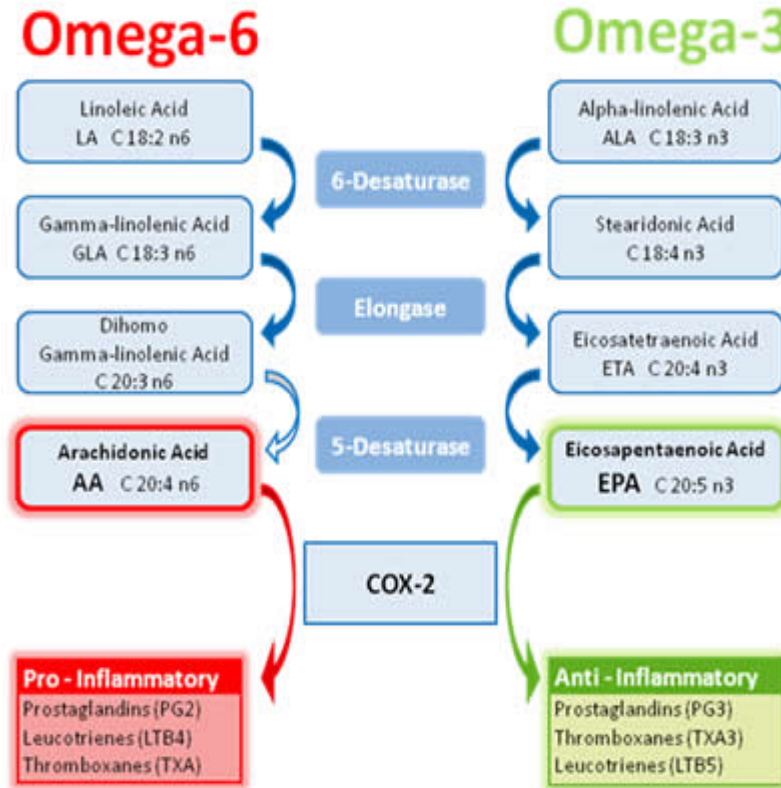 Omega-6
Linoleic Acid
LA C 18:2 n6
Gamma-linolenic Acid
GLA C 18:3 n6
Dihomo
Gamma-linolenic Acid
C 20:3 n6
Arachidonic Acid
AA C 20:4 n6
Pro - Inflammatory
Prostaglandins (PG2)
Leucotrienes (LTB4)
Thromboxanes (TXA)
6-Desaturase
Elongase
5-Desaturase
COX-2
Omega-3
Alpha-linolenic Acid
ALA C 18:3 n3
Stearidonic Acid
C 18:4 n3
Eicosatetraenoic Acid
ETA C 20:4 n3
Eicosapentaenoic Acid
EPA C 20:5 n3
Anti - Inflammatory
Prostaglandins (PG3)
Thromboxanes (TXA3)
Leucotrienes (LTB5)